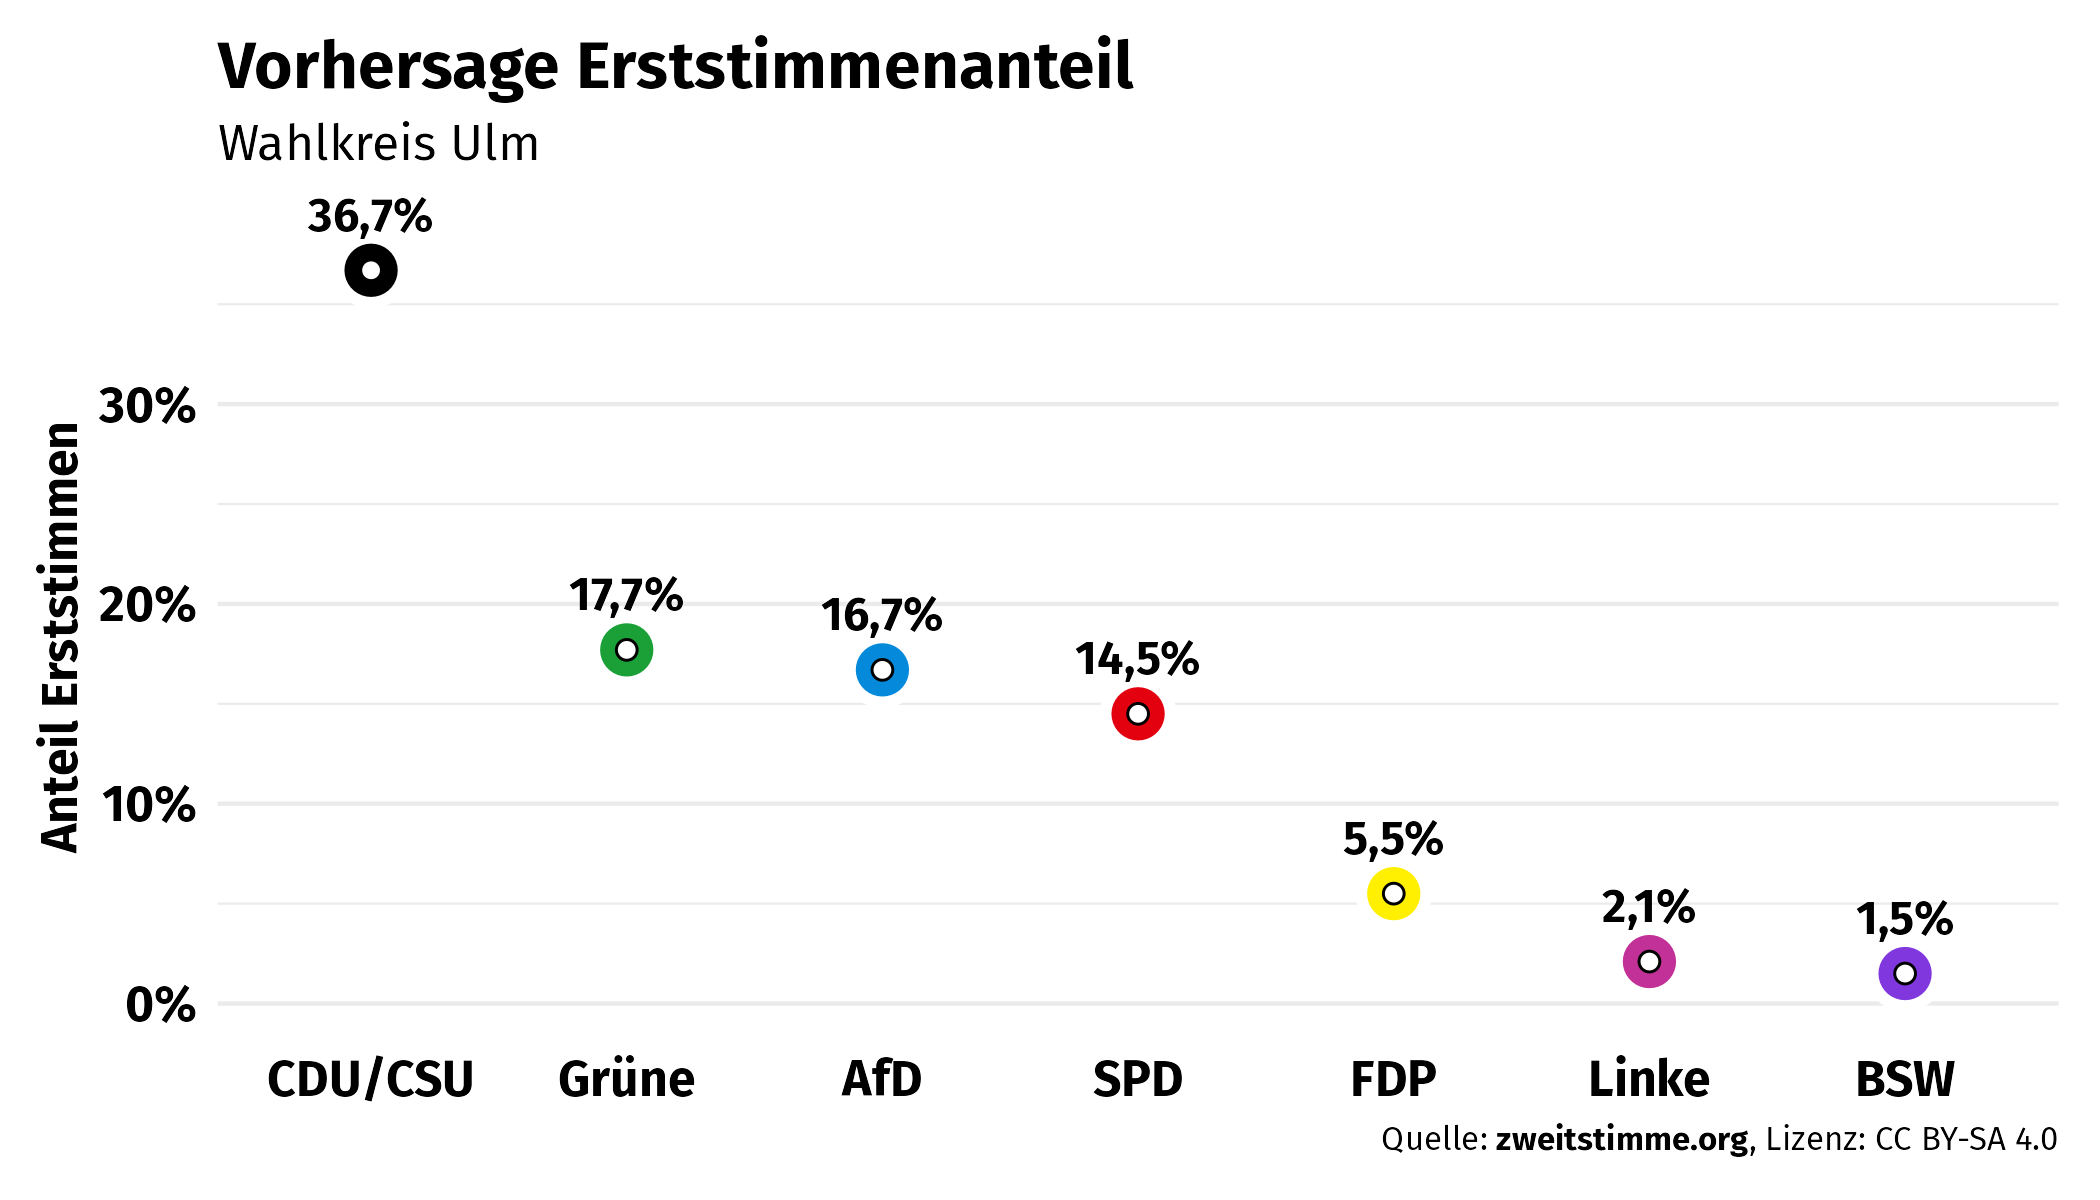 Vorhersage Erststimmenanteil
Wahlkreis Ulm
36,7%
30%
20%
10%
0%
Anteil Erststimmen
17,7%
16,7%
14,5%
5,5%
2,1%
1,5%
CDU/CSU Grüne AfD SPD FDP Linke BSW
Quelle: zweitstimme.org, Lizenz: CC BY-SA 4.0